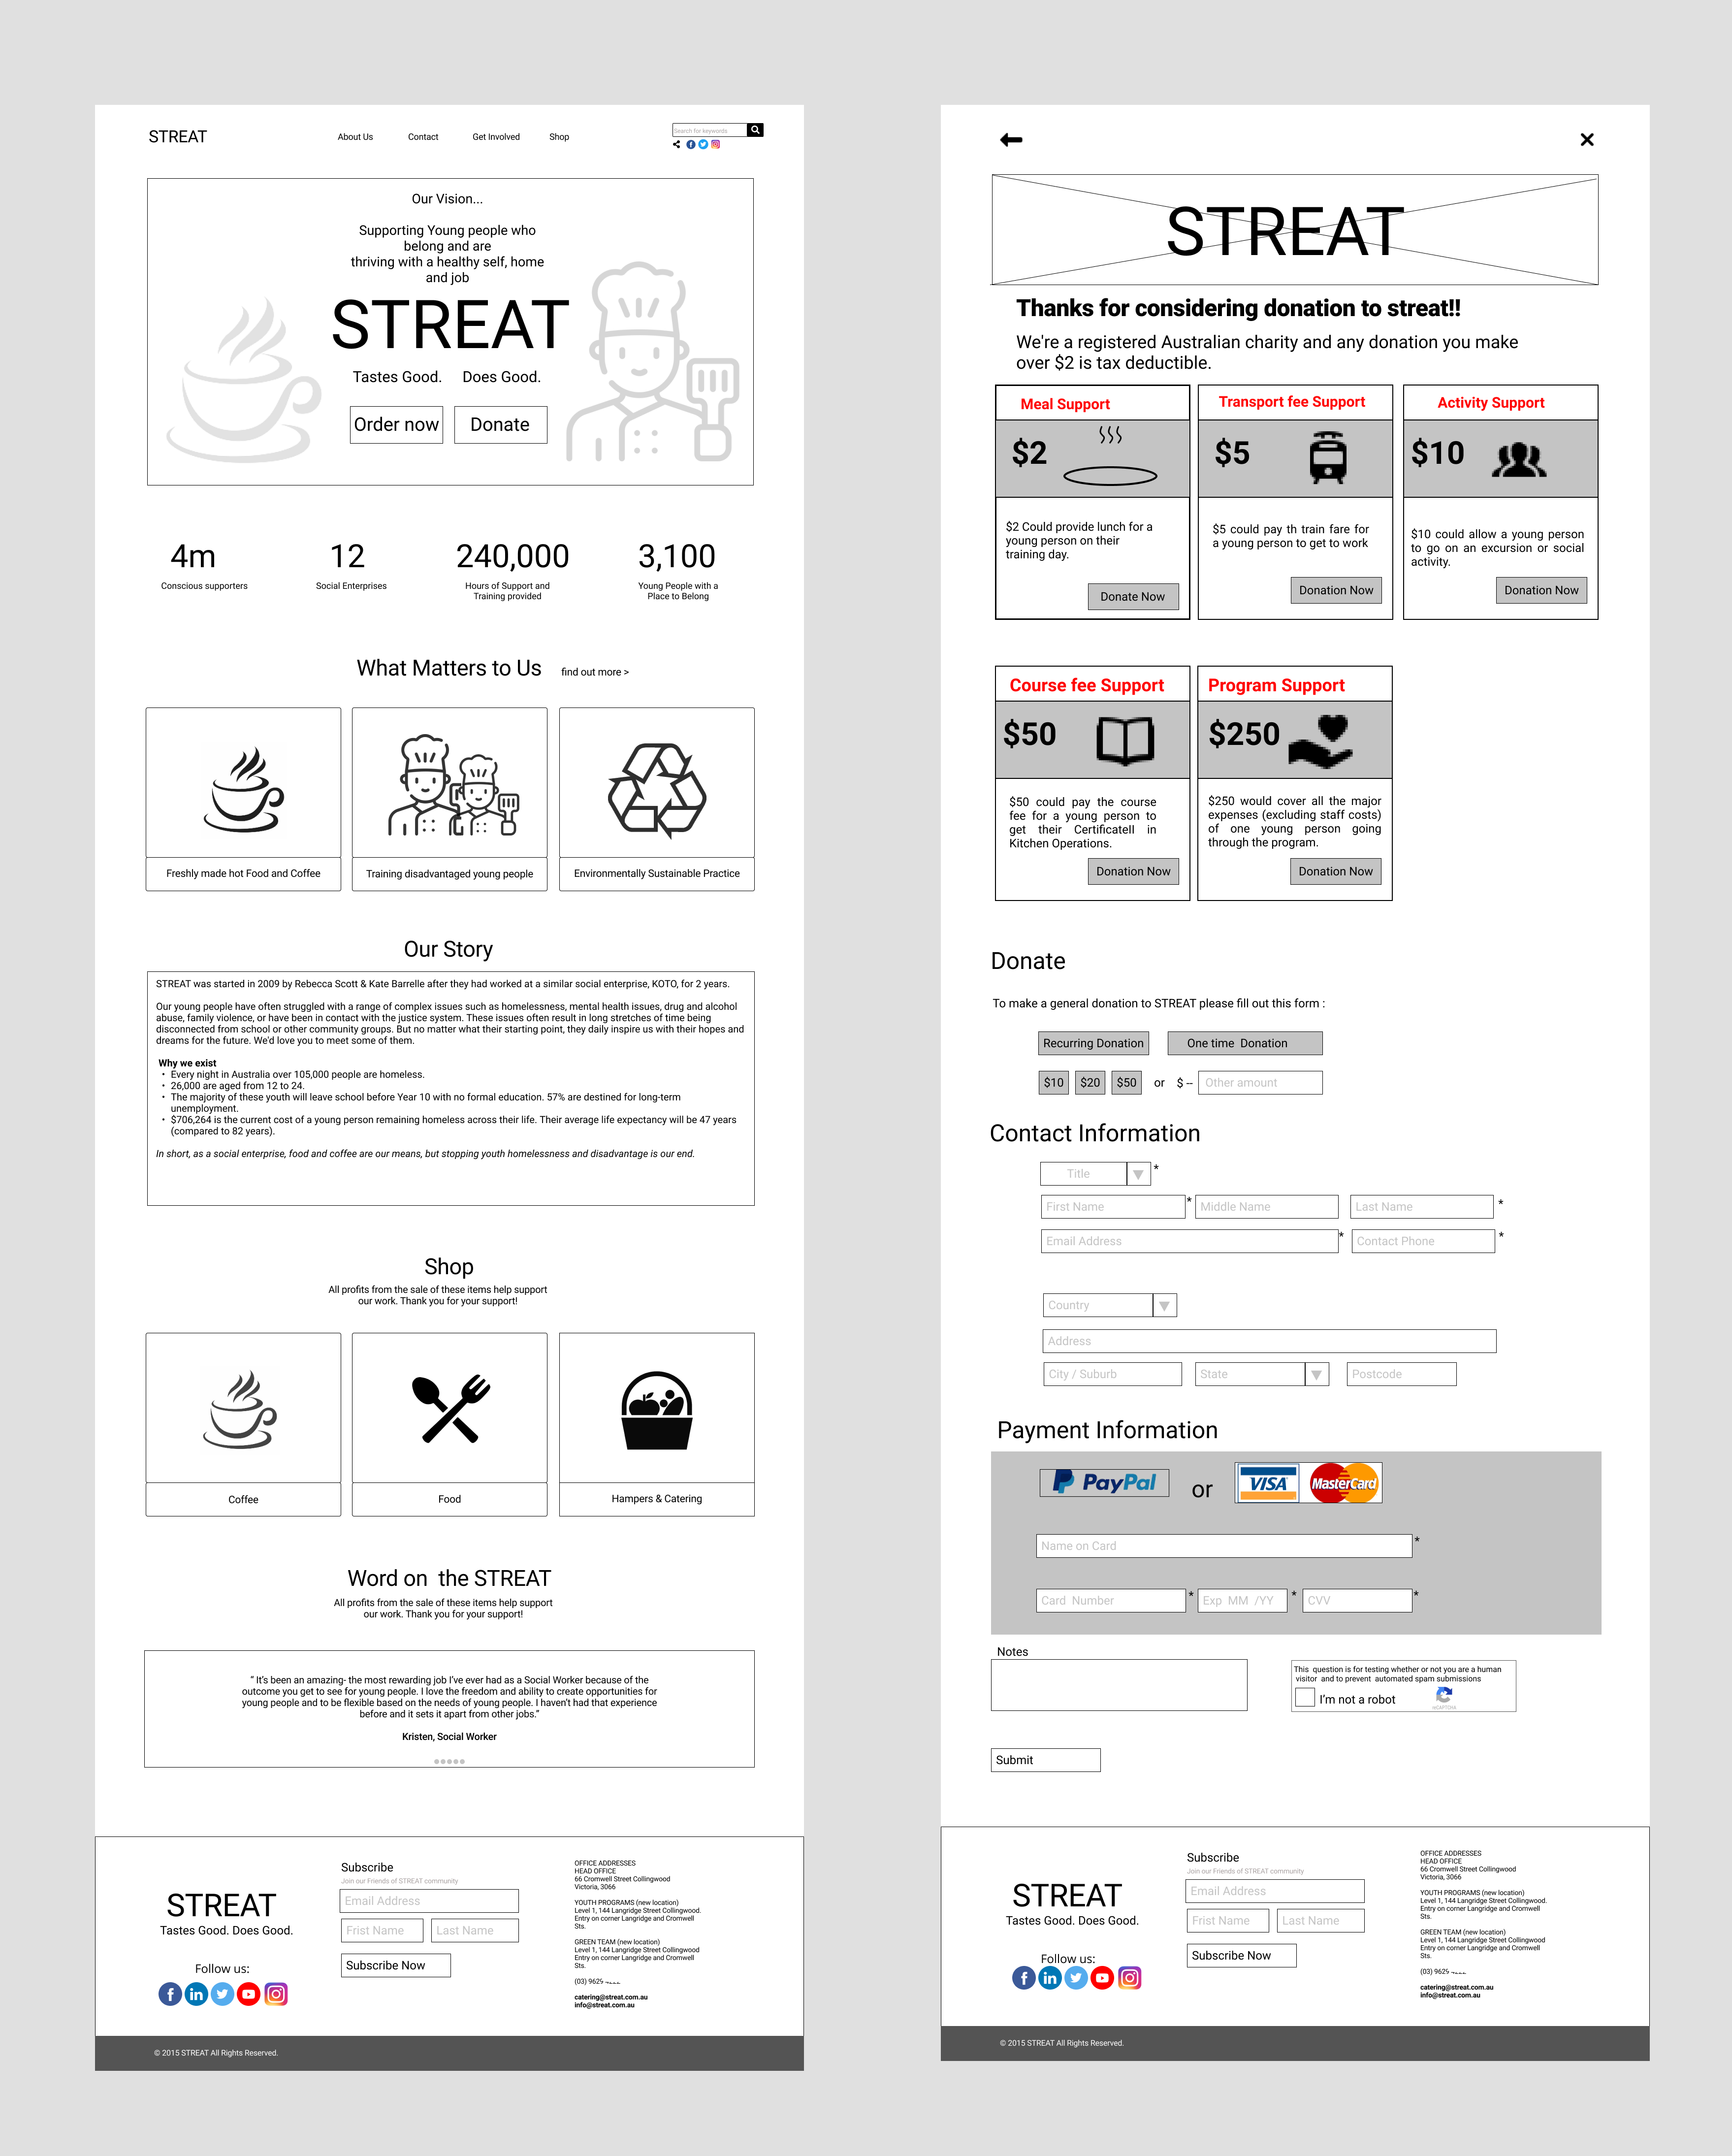 STREAT
About Us
Contact
Get Involved
Shop
Search for keywords
Our Vision...
Supporting Young people who
belong and are
thriving with a healthy self, home
and job
STREAT
Tastes Good. Does Good.
Order now
Donate
4m
Conscious supporters
12
Social Enterprises
240,000
Hours of Support and
Training provided
3,100
Young People with a
Place to Belong
What Matters to Us
find out more >
Freshly made hot Food and Coffee
Training disadvantaged young people
Environmentally Sustainable Practice
Our Story
STREAT was started in 2009 by Rebecca Scott & Kate Barrelle after they had worked at a similar social enterprise, KOTO, for 2 years.
Our young people have often struggled with a range of complex issues such as homelessness, mental health issues, drug and alcohol
abuse, family violence, or have been in contact with the justice system. These issues often result in long stretches of time being
disconnected from school or other community groups. But no matter what their starting point, they daily inspire us with their hopes and
dreams for the future. We'd love you to meet some of them.
Why we exist
• Every night in Australia over 105,000 people are homeless.
• 26,000 are aged from 12 to 24.
• The majority of these youth will leave school before Year 10 with no formal education. 57% are destined for long-term
unemployment.
• $706,264 is the current cost of a young person remaining homeless across their life. Their average life expectancy will be 47 years
(compared to 82 years).
In short, as a social enterprise, food and coffee are our means, but stopping youth homelessness and disadvantage is our end.
Shop
All profits from the sale of these items help support
our work. Thank you for your support!
Coffee
Food
Hampers & Catering
Word on the STREAT
All profits from the sale of these items help support
our work. Thank you for your support!
“ It's been an amazing- the most rewarding job I've ever had as a Social Worker because of the
outcome you get to see for young people. I love the freedom and ability to create opportunities for
young people and to be flexible based on the needs of young people. I haven't had that experience
before and it sets it apart from other jobs.”
Kristen, Social Worker
STREAT
Tastes Good. Does Good.
Follow us:
Subscribe
Join our Friends of STREAT community
Email Address
Frist Name
Last Name
Subscribe Now
OFFICE ADDRESSES
HEAD OFFICE
66 Cromwell Street Collingwood
Victoria, 3066
YOUTH PROGRAMS (new location)
Level 1, 144 Langridge Street Collingwood.
Entry on corner Langridge and Cromwell
Sts.
GREEN TEAM (new location)
Level 1, 144 Langridge Street Collingwood
Entry on corner Langridge and Cromwell
Sts.
(03)
catering@streat.com.au
info@streat.com.au
© 2015 STREAT All Rights Reserved.
STREAT
Thanks for considering donation to streat!!
We're a registered Australian charity and any donation you make
over $2 is tax deductible.
Meal Support
$2
$2 Could provide lunch for a
young person on their
training day.
Donate Now
Transport fee Support
$5
$5 could pay th train fare for
a young person to get to work
Donation Now
Activity Support
$10
$10 could allow a young person
to go on an excursion or social
activity.
Donation Now
Course fee Support
$50
$50 could pay the course
fee for a young person to
get their CertificateII in
Kitchen Operations.
Donation Now
Program Support
$250
$250 would cover all the major
expenses (excluding staff costs)
of one young person going
through the program.
Donation Now
Donate
To make a general donation to STREAT please fill out this form :
Recurring Donation
One time Donation
$10 $20 $50 or $ -- Other amount
Contact Information
Title *
First Name * Middle Name Last Name *
Email Address * Contact Phone *
Country
Address
City / Suburb State Postcode
Payment Information
PayPal or VISA MasterCard
Name on Card *
Card Number * Exp MM /YY * CVV *
Notes
This question is for testing whether or not you are a human
visitor and to prevent automated spam submissions
I'm not a robot
reCAPTCHA
Submit
STREAT
Tastes Good. Does Good.
Follow us:
Subscribe
Join our Friends of STREAT community
Email Address
Frist Name
Last Name
Subscribe Now
OFFICE ADDRESSES
HEAD OFFICE
66 Cromwell Street Collingwood
Victoria, 3066
YOUTH PROGRAMS (new location)
Level 1, 144 Langridge Street Collingwood.
Entry on corner Langridge and Cromwell
Sts.
GREEN TEAM (new location)
Level 1, 144 Langridge Street Collingwood
Entry on corner Langridge and Cromwell
Sts.
(03)
catering@streat.com.au
info@streat.com.au
© 2015 STREAT All Rights Reserved.